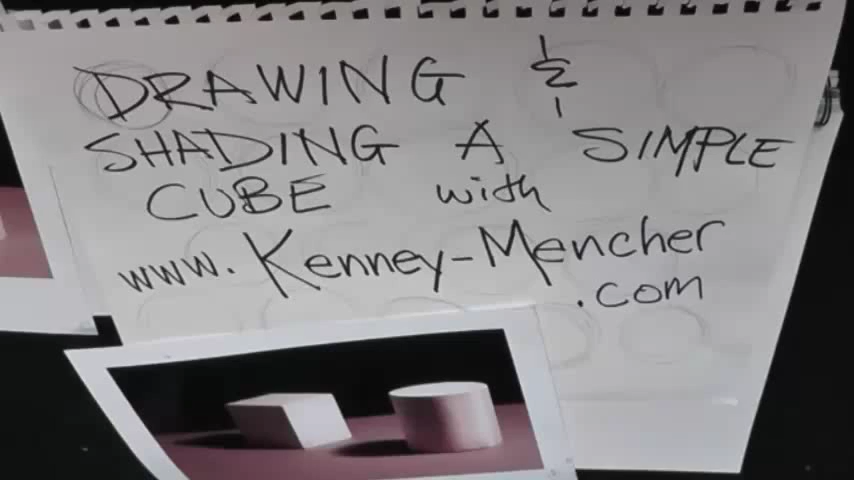 DRAWING &
SHADING A SIMPLE
CUBE with
www.Kenney-Mencher
.com